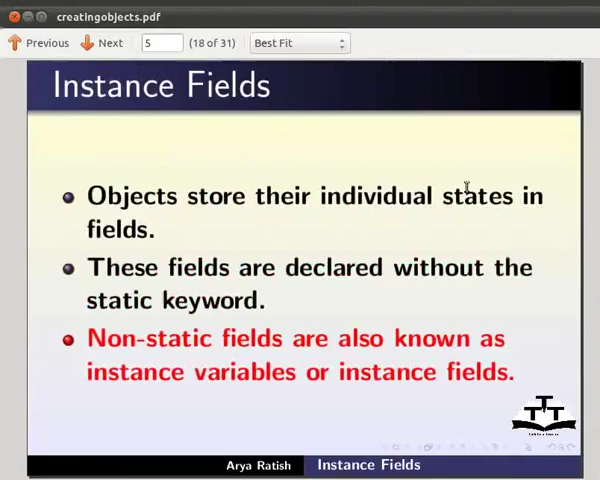 creatingobjects.pdf
Previous Next 5 (18 of 31) Best Fit
Instance Fields
Objects store their individual states in
fields.
These fields are declared without the
static keyword.
Non-static fields are also known as
instance variables or instance fields.
Arya Ratish Instance Fields